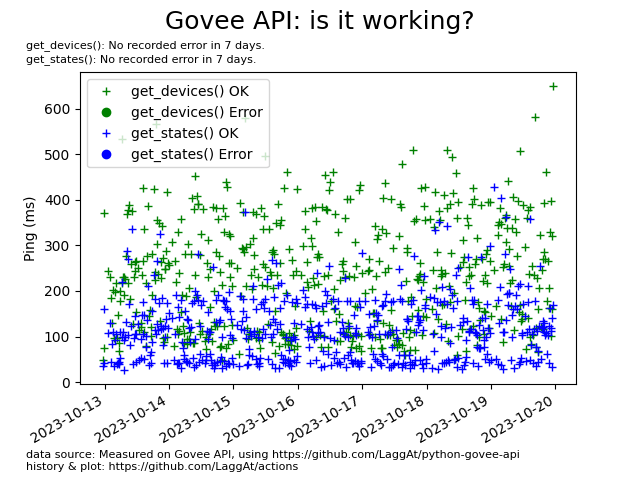 Govee API: is it working?
get_devices(): No recorded error in 7 days.
get_states(): No recorded error in 7 days.
get_devices() OK
get_devices() Error
get_states() OK
get_states() Error
Ping (ms)
600
500
400
300
200
100
0
2023-10-13
2023-10-14
2023-10-15
2023-10-16
2023-10-17
2023-10-18
2023-10-19
2023-10-20
data source: Measured on Govee API, using https://github.com/LaggAt/python-govee-api
history & plot: https://github.com/LaggAt/actions